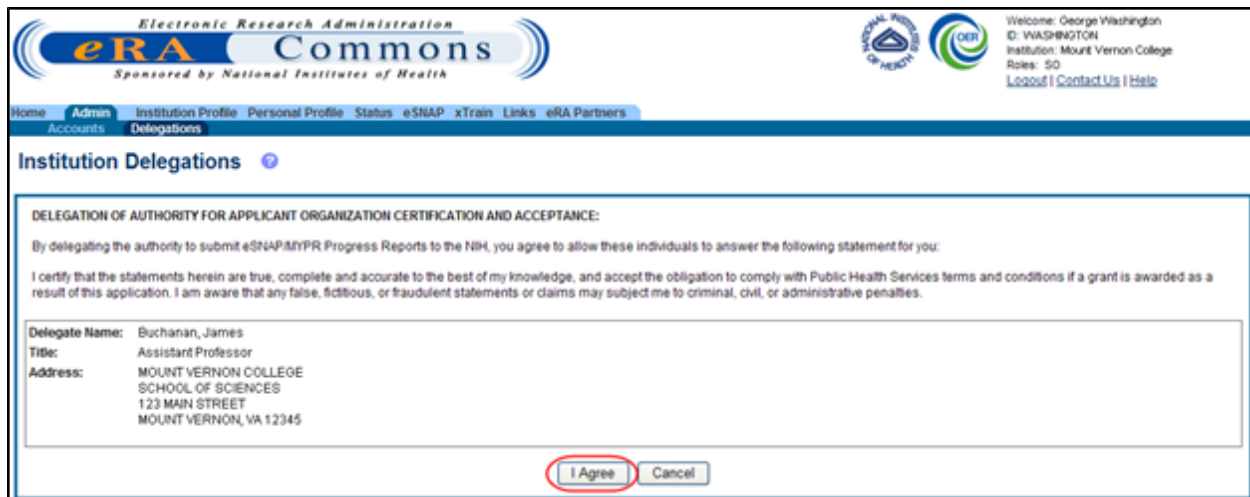 Electronic Research Administration
eRA Commons
Sponsored by National Institutes of Health
NATIONAL INSTITUTES OF HEALTH
OER
Welcome: George Washington
ID: WASHINGTON
Institution: Mount Vernon College
Roles: SO
Logout | Contact Us | Help
Home Admin Institution Profile Personal Profile Status eSNAP xTrain Links eRA Partners
Accounts Delegations
Institution Delegations ?
DELEGATION OF AUTHORITY FOR APPLICANT ORGANIZATION CERTIFICATION AND ACCEPTANCE:
By delegating the authority to submit eSNAP/MYPR Progress Reports to the NIH, you agree to allow these individuals to answer the following statement for you:
I certify that the statements herein are true, complete and accurate to the best of my knowledge, and accept the obligation to comply with Public Health Services terms and conditions if a grant is awarded as a
result of this application. I am aware that any false, fictitious, or fraudulent statements or claims may subject me to criminal, civil, or administrative penalties.
Delegate Name: Buchanan, James
Title: Assistant Professor
Address: MOUNT VERNON COLLEGE
SCHOOL OF SCIENCES
123 MAIN STREET
MOUNT VERNON, VA 12345
I Agree Cancel